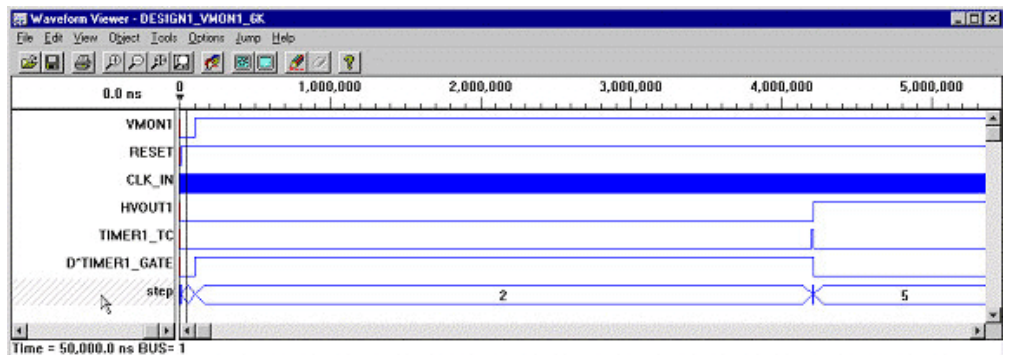 Waveform Viewer - DESIGN1_VMON1_6K
File Edit View Object Tools Options Jump Help
0.0 ns 0 1,000,000 2,000,000 3,000,000 4,000,000 5,000,000
VMON1
RESET
CLK_IN
HVOUT1
TIMER1_TC
D^TIMER1_GATE
step 2 5
Time = 50,000.0 ns BUS= 1